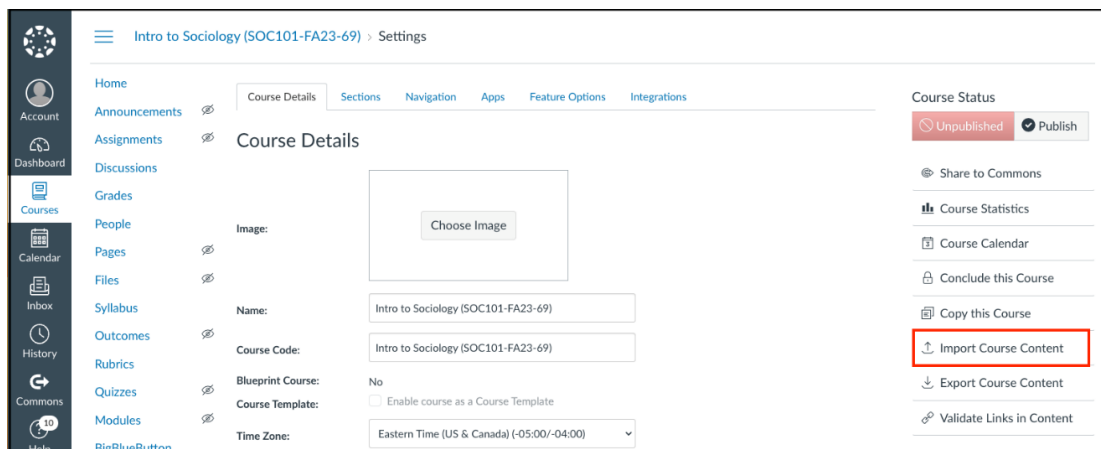 Intro to Sociology (SOC101-FA23-69) › Settings
Account
Dashboard
Courses
Calendar
Inbox
History
Commons
10
Help
Home
Announcements
Assignments
Discussions
Grades
People
Pages
Files
Syllabus
Outcomes
Rubrics
Quizzes
Modules
BigBlueButton
Course Details Sections Navigation Apps Feature Options Integrations
Course Details
Image: Choose Image
Name: Intro to Sociology (SOC101-FA23-69)
Course Code: Intro to Sociology (SOC101-FA23-69)
Blueprint Course: No
Course Template: Enable course as a Course Template
Time Zone: Eastern Time (US & Canada) (-05:00/-04:00)
Course Status
Unpublished Publish
Share to Commons
Course Statistics
Course Calendar
Conclude this Course
Copy this Course
Import Course Content
Export Course Content
Validate Links in Content